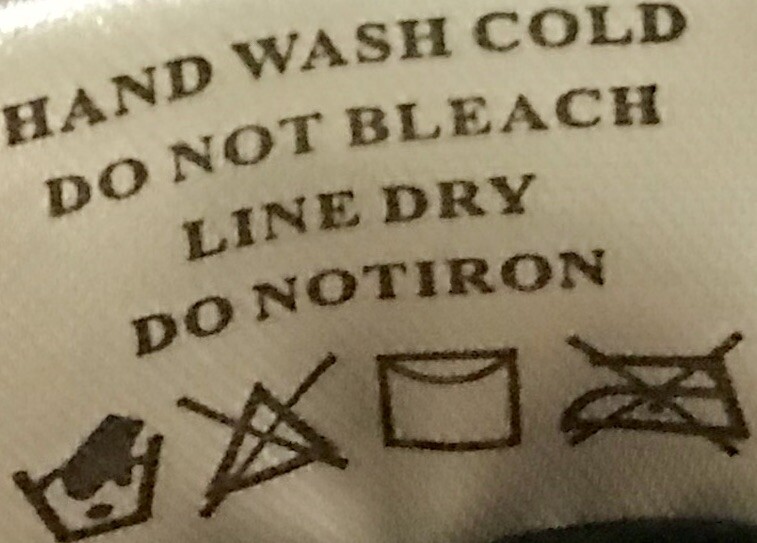 HAND WASH COLD
DO NOT BLEACH
LINE DRY
DO NOTIRON